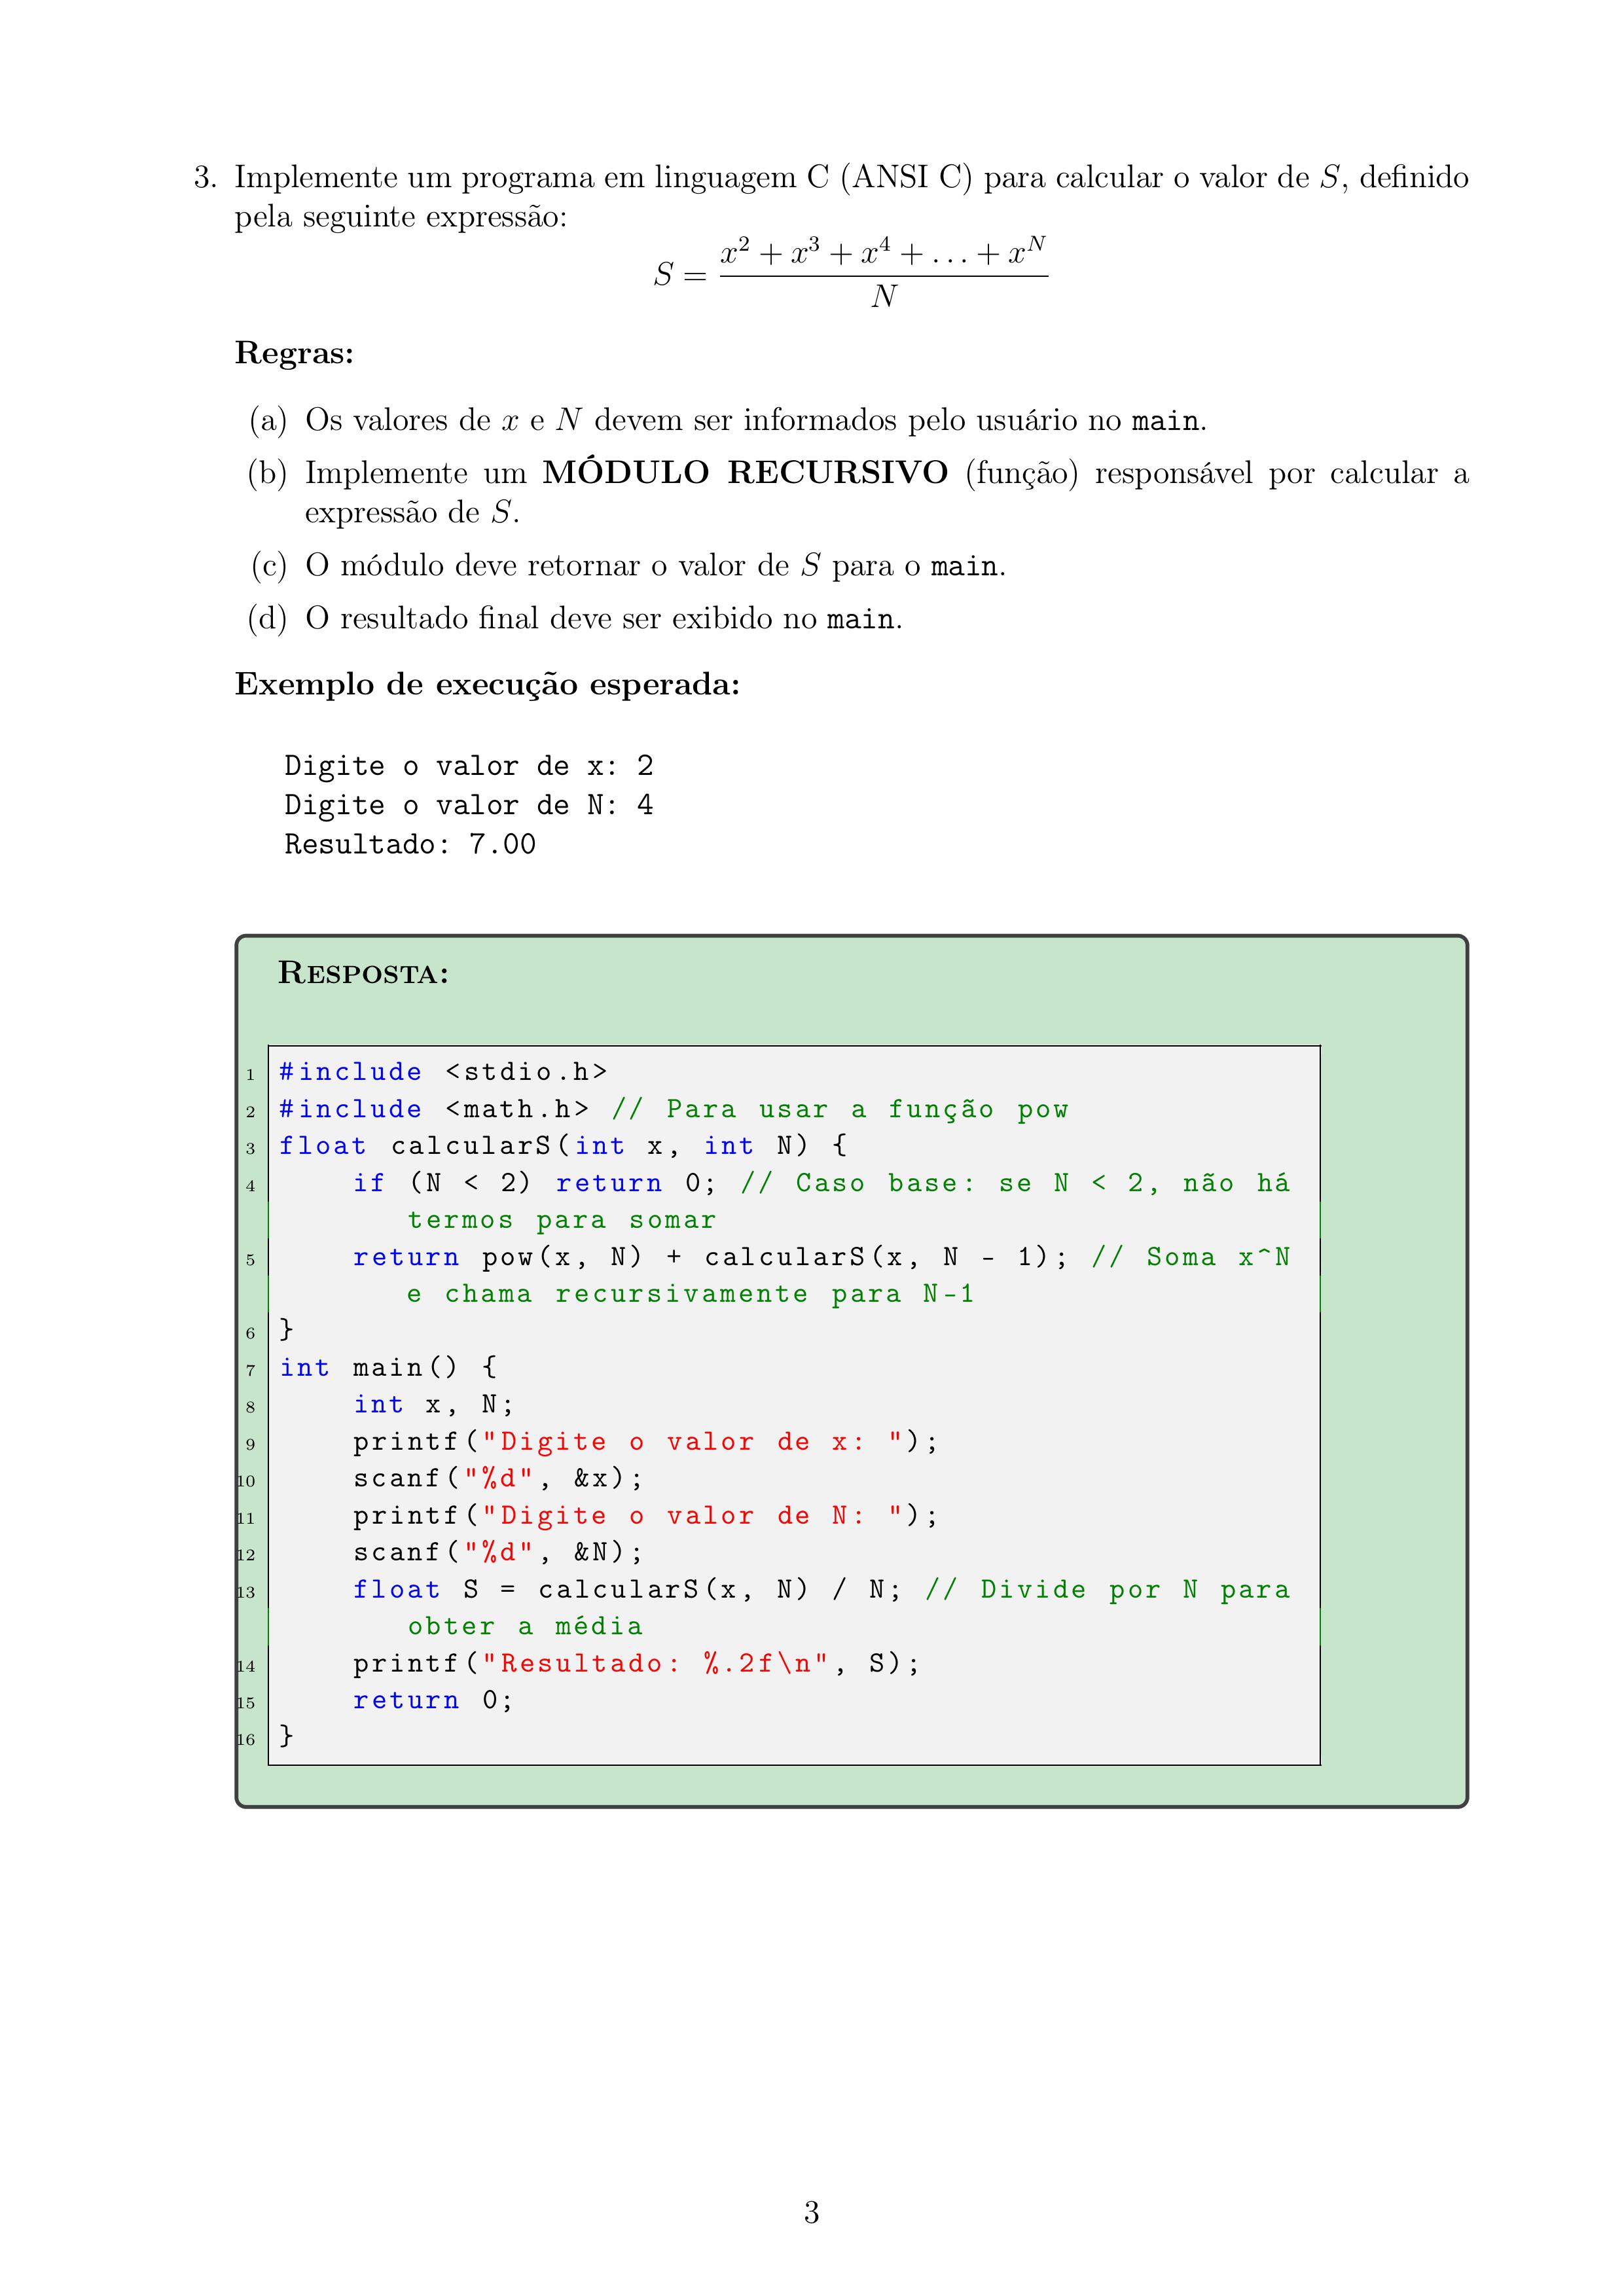 3. Implemente um programa em linguagem C (ANSI C) para calcular o valor de S, definido
pela seguinte expressão:
S = \frac{x^2 + x^3 + x^4 + \ldots + x^N}{N}
Regras:
(a) Os valores de x e N devem ser informados pelo usuário no main.
(b) Implemente um MÓDULO RECURSIVO (função) responsável por calcular a
expressão de S.
(c) O módulo deve retornar o valor de S para o main.
(d) O resultado final deve ser exibido no main.
Exemplo de execução esperada:
Digite o valor de x: 2
Digite o valor de N: 4
Resultado: 7.00
RESPOSTA:
1 #include <stdio.h>
2 #include <math.h> // Para usar a função pow
3 float calcularS(int x, int N) {
4     if (N < 2) return 0; // Caso base: se N < 2, não há
termos para somar
5     return pow(x, N) + calcularS(x, N - 1); // Soma x^N
e chama recursivamente para N-1
6 }
7 int main() {
8     int x, N;
9     printf("Digite o valor de x: ");
10     scanf("%d", &x);
11     printf("Digite o valor de N: ");
12     scanf("%d", &N);
13     float S = calcularS(x, N) / N; // Divide por N para
obter a média
14     printf("Resultado: %.2f\n", S);
15     return 0;
16 }
3